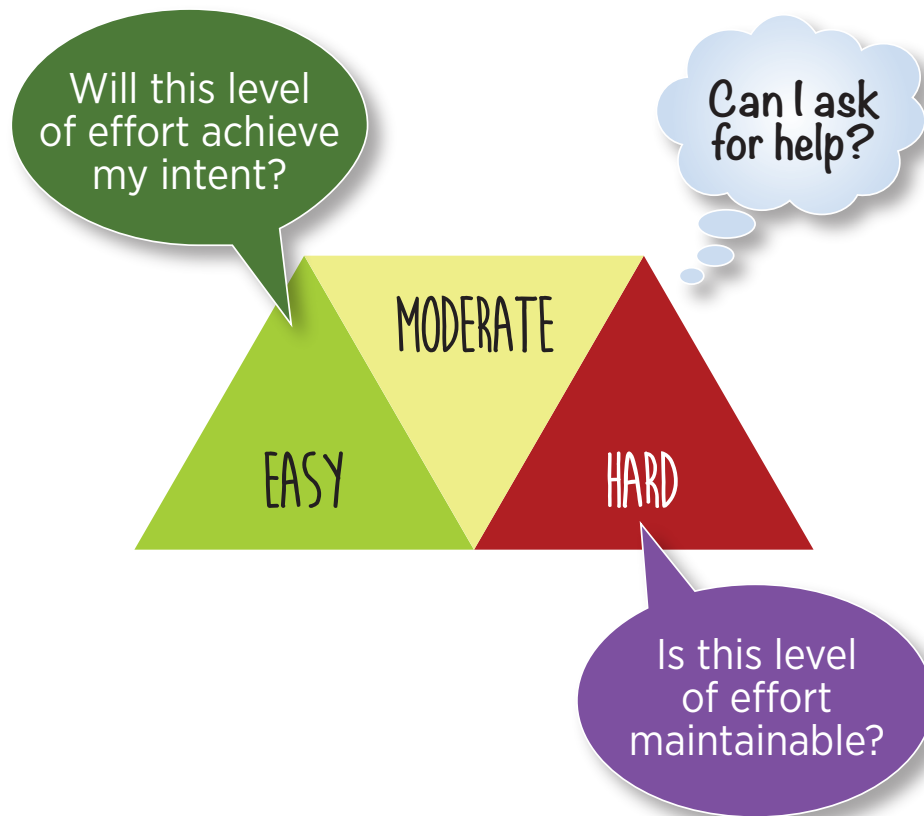 Will this level
of effort achieve
my intent?
Can I ask
for help?
MODERATE
EASY
HARD
Is this level
of effort
maintainable?